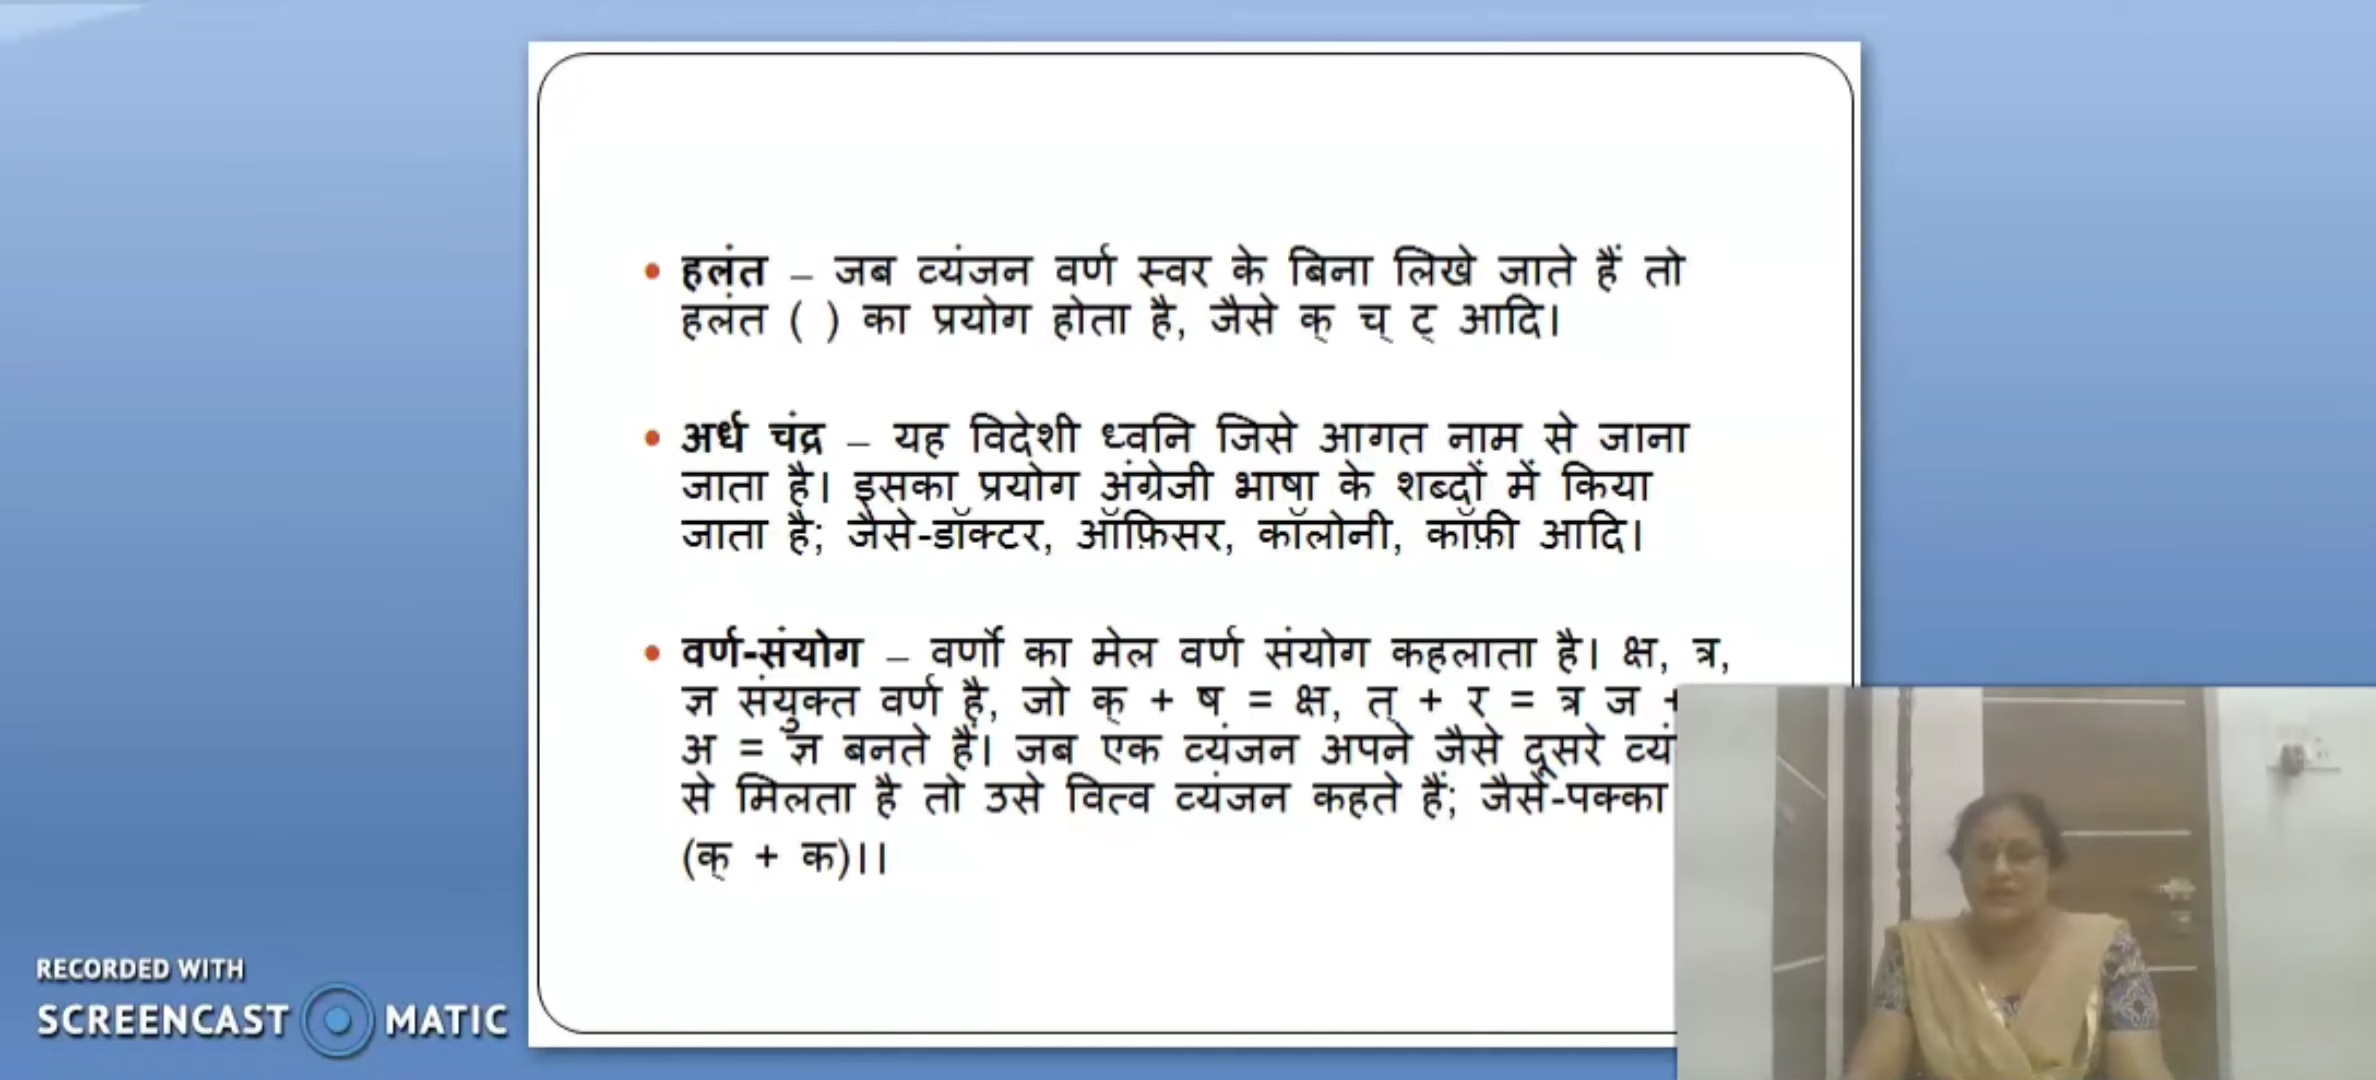 • हलंत – जब व्यंजन वर्ण स्वर के बिना लिखे जाते हैं तो
हलंत ( ) का प्रयोग होता है, जैसे क् च् ट् आदि।
• अर्ध चंद्र – यह विदेशी ध्वनि जिसे आगत नाम से जाना
जाता है। इसका प्रयोग अंग्रेजी भाषा के शब्दों में किया
जाता है; जैसे-डॉक्टर, ऑफ़िसर, कॉलोनी, कॉफ़ी आदि।
• वर्ण-संयोग – वर्णो का मेल वर्ण संयोग कहलाता है। क्ष, त्र,
ज्ञ संयुक्त वर्ण है, जो क् + ष = क्ष, त् + र = त्र ज +
अ = ज्ञ बनते हैं। जब एक व्यंजन अपने जैसे दूसरे
से मिलता है तो उसे वित्व व्यंजन कहते हैं; जैसे-पक्का
(क् + क)।।
RECORDED WITH
SCREENCAST MATIC